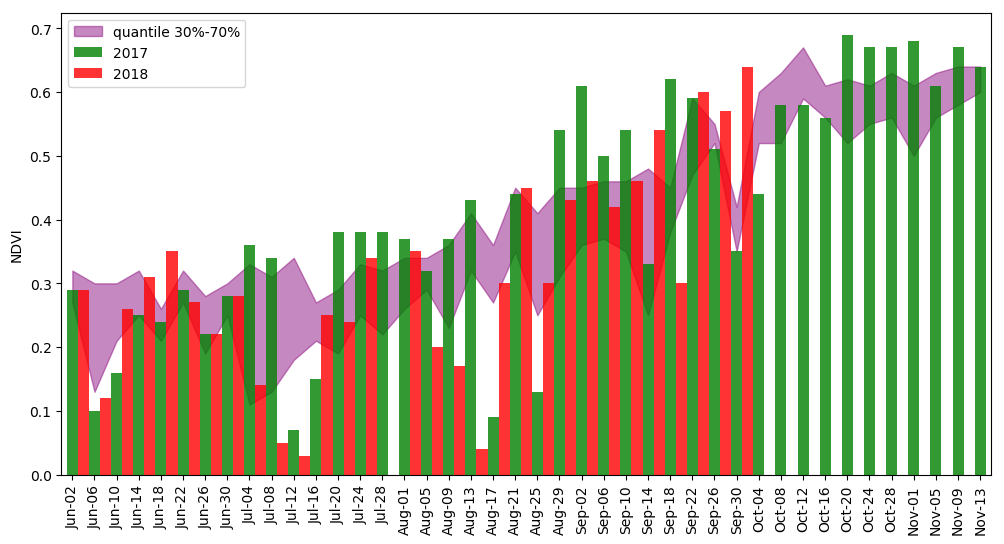 quantile 30%-70%
2017
2018
NDVI
0.7
0.6
0.5
0.4
0.3
0.2
0.1
0.0
Jun-02
Jun-06
Jun-10
Jun-14
Jun-18
Jun-22
Jun-26
Jun-30
Jul-04
Jul-08
Jul-12
Jul-16
Jul-20
Jul-24
Jul-28
Aug-01
Aug-05
Aug-09
Aug-13
Aug-17
Aug-21
Aug-25
Aug-29
Sep-02
Sep-06
Sep-10
Sep-14
Sep-18
Sep-22
Sep-26
Sep-30
Oct-04
Oct-08
Oct-12
Oct-16
Oct-20
Oct-24
Oct-28
Nov-01
Nov-05
Nov-09
Nov-13